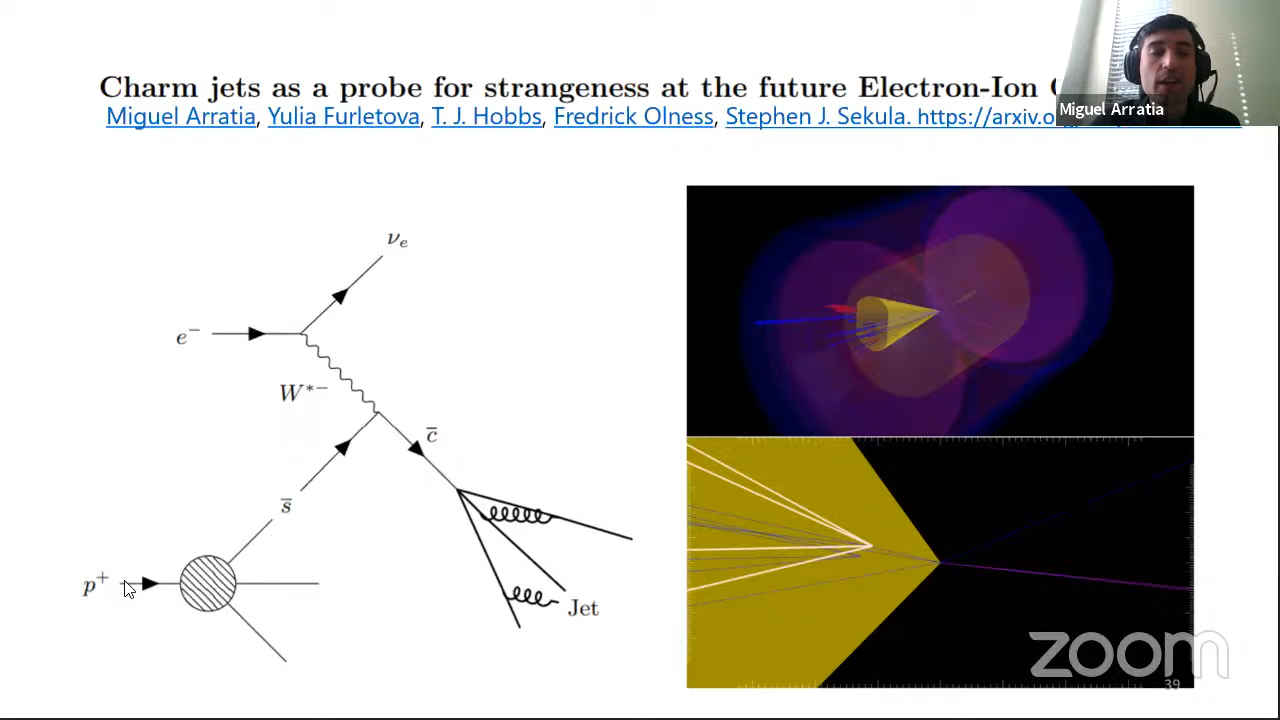 Charm jets as a probe for strangeness at the future Electron-Ion
Miguel Arratia, Yulia Furletova, T. J. Hobbs, Fredrick Olness, Stephen J. Sekula. https://arxiv.o
Miguel Arratia
νₑ
e⁻
W*⁻
c̅
s̅
p⁺
Jet
zoom
39